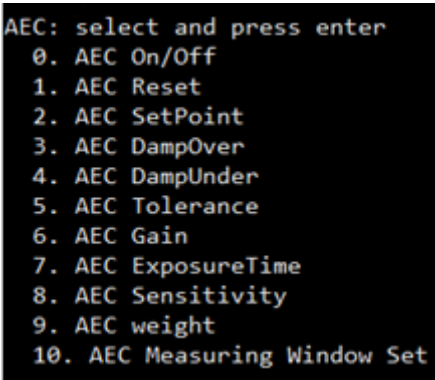 AEC: select and press enter
0. AEC On/Off
1. AEC Reset
2. AEC SetPoint
3. AEC DampOver
4. AEC DampUnder
5. AEC Tolerance
6. AEC Gain
7. AEC ExposureTime
8. AEC Sensitivity
9. AEC weight
10. AEC Measuring Window Set